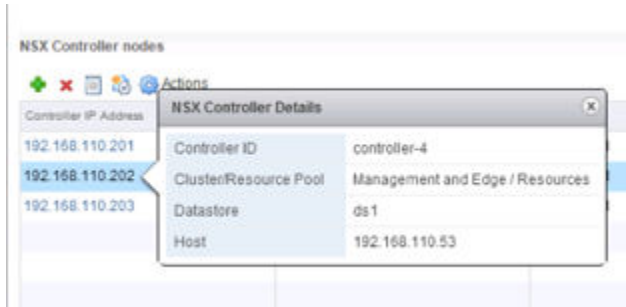 NSX Controller nodes
Actions
Controller IP Address
NSX Controller Details
192.168.110.201
Controller ID
controller-4
192.168.110.202
Cluster/Resource Pool
Management and Edge / Resources
192.168.110.203
Datastore
ds1
Host
192.168.110.53